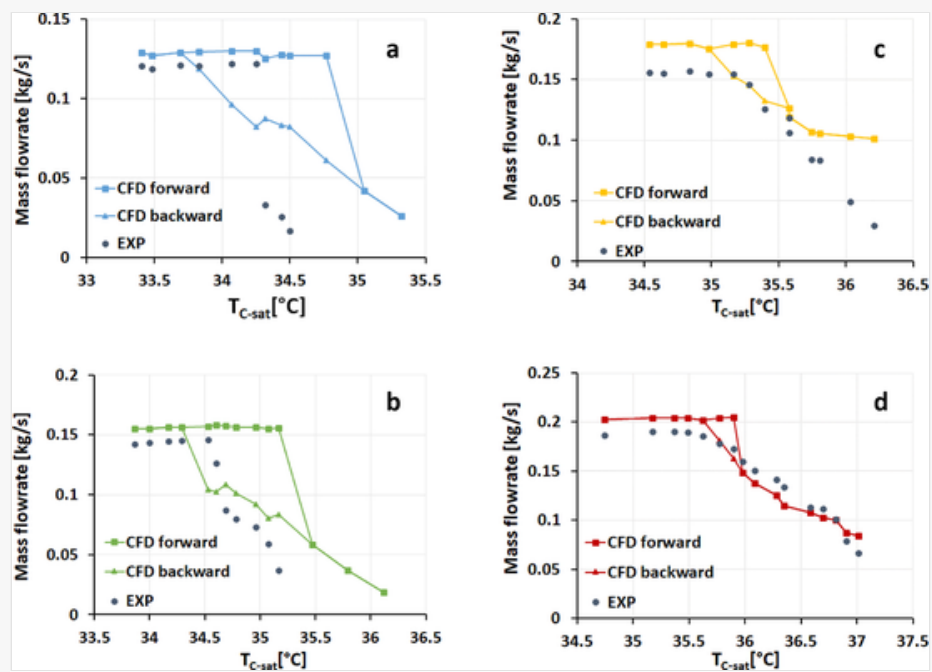 a
Mass flowrate [kg/s]
0.15
0.1
0.05
0
CFD forward
CFD backward
EXP
33 33.5 34 34.5 35 35.5
T_C-sat[°C]
c
Mass flowrate [kg/s]
0.2
0.15
0.1
0.05
0
CFD forward
CFD backward
EXP
34 34.5 35 35.5 36 36.5
T_C-sat[°C]
b
Mass flowrate [kg/s]
0.2
0.15
0.1
0.05
0
CFD forward
CFD backward
EXP
33.5 34 34.5 35 35.5 36 36.5
T_C-sat[°C]
d
Mass flowrate [kg/s]
0.25
0.2
0.15
0.1
0.05
0
CFD forward
CFD backward
EXP
34.5 35 35.5 36 36.5 37 37.5
T_C-sat[°C]